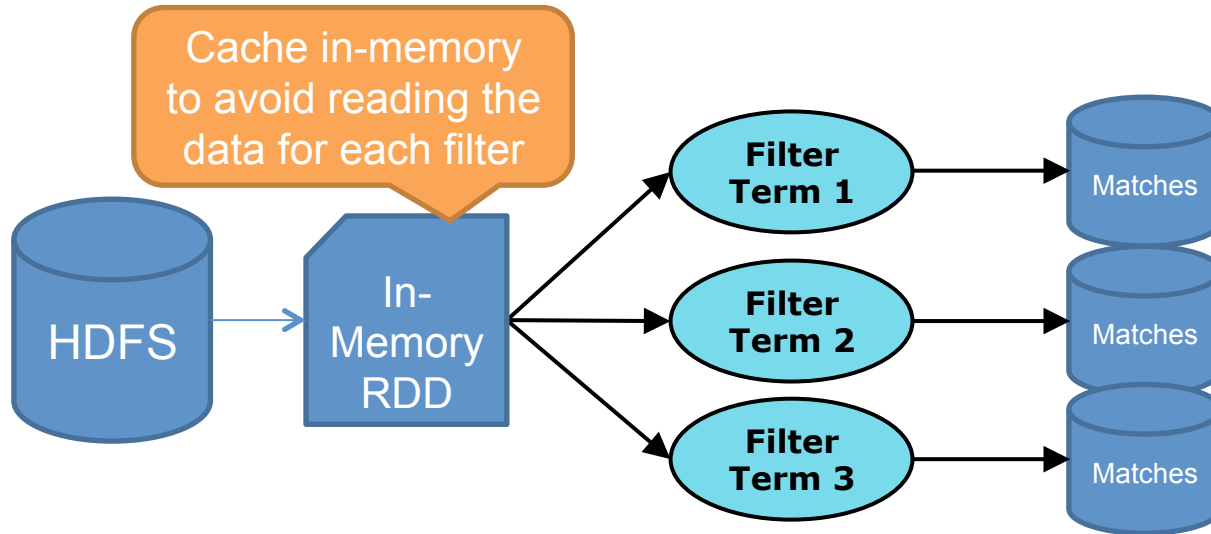 Cache in-memory
to avoid reading the
data for each filter
HDFS
In-
Memory
RDD
Filter
Term 1
Matches
Filter
Term 2
Matches
Filter
Term 3
Matches